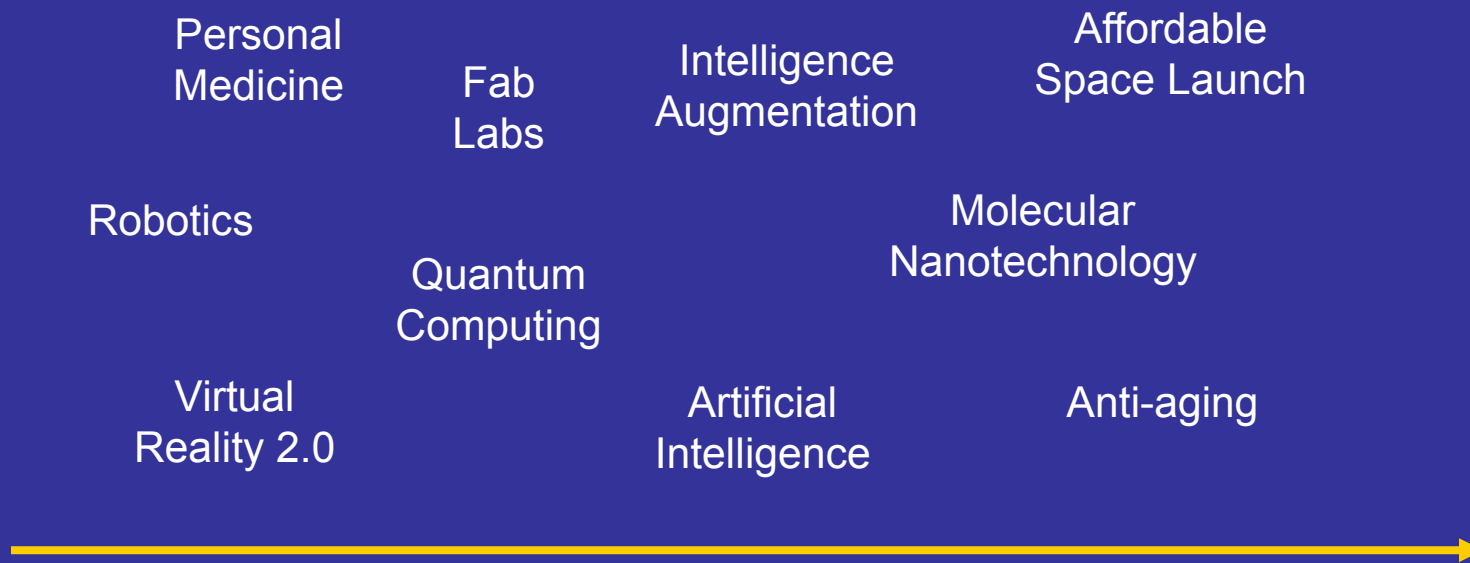 Personal
Medicine
Fab
Labs
Intelligence
Augmentation
Affordable
Space Launch
Robotics
Quantum
Computing
Molecular
Nanotechnology
Virtual
Reality 2.0
Artificial
Intelligence
Anti-aging